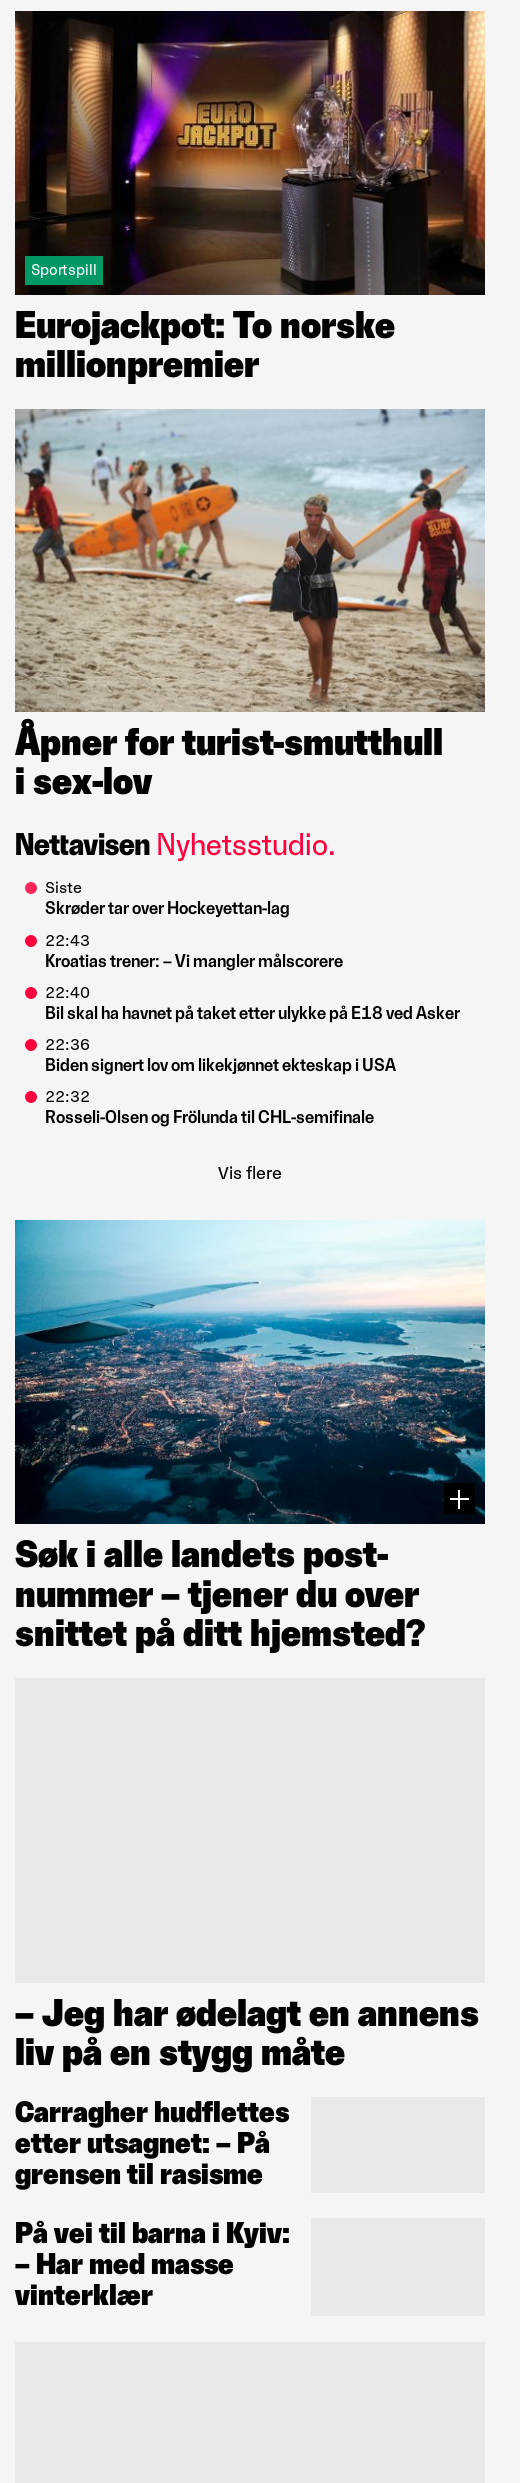 EURO
JACKPOT
Sportspill
Eurojackpot: To norske
millionpremier
SURF
Åpner for turist-smutthull
i sex-lov
Nettavisen Nyhetsstudio.
Siste
Skrøder tar over Hockeyettan-lag
22:43
Kroatias trener: – Vi mangler målscorere
22:40
Bil skal ha havnet på taket etter ulykke på E18 ved Asker
22:36
Biden signert lov om likekjønnet ekteskap i USA
22:32
Rosseli-Olsen og Frölunda til CHL-semifinale
Vis flere
Søk i alle landets post-
nummer – tjener du over
snittet på ditt hjemsted?
– Jeg har ødelagt en annens
liv på en stygg måte
Carragher hudflettes
etter utsagnet: – På
grensen til rasisme
På vei til barna i Kyiv:
– Har med masse
vinterklær